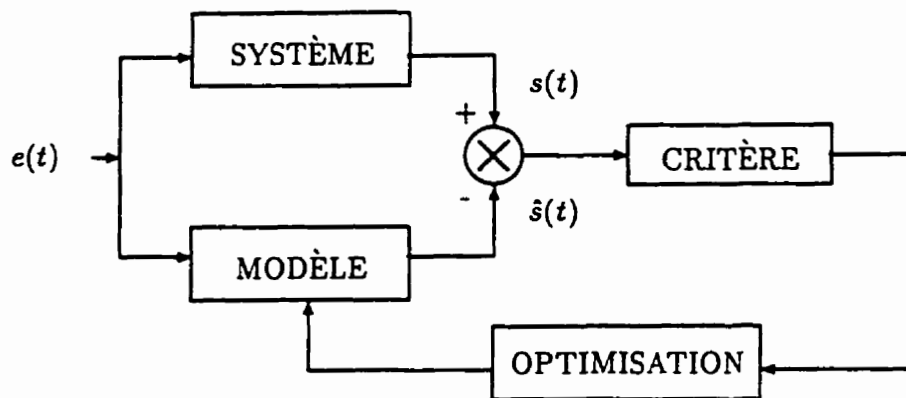 SYSTÈME
s(t)
+
e(t)
CRITÈRE
-
ŝ(t)
MODÈLE
OPTIMISATION